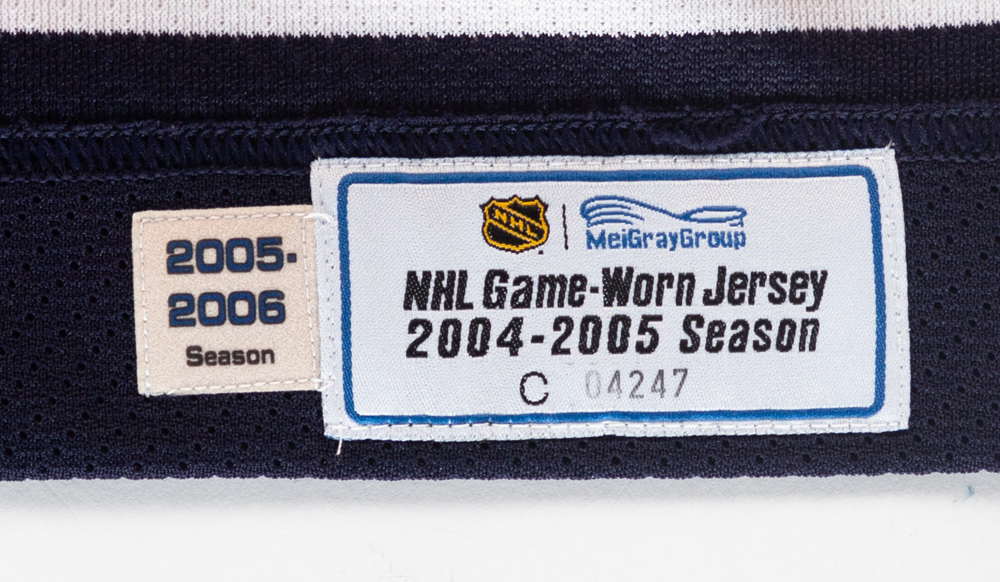 2005-
2006
Season
NHL
MeiGrayGroup
NHL Game-Worn Jersey
2004-2005 Season
C 04247